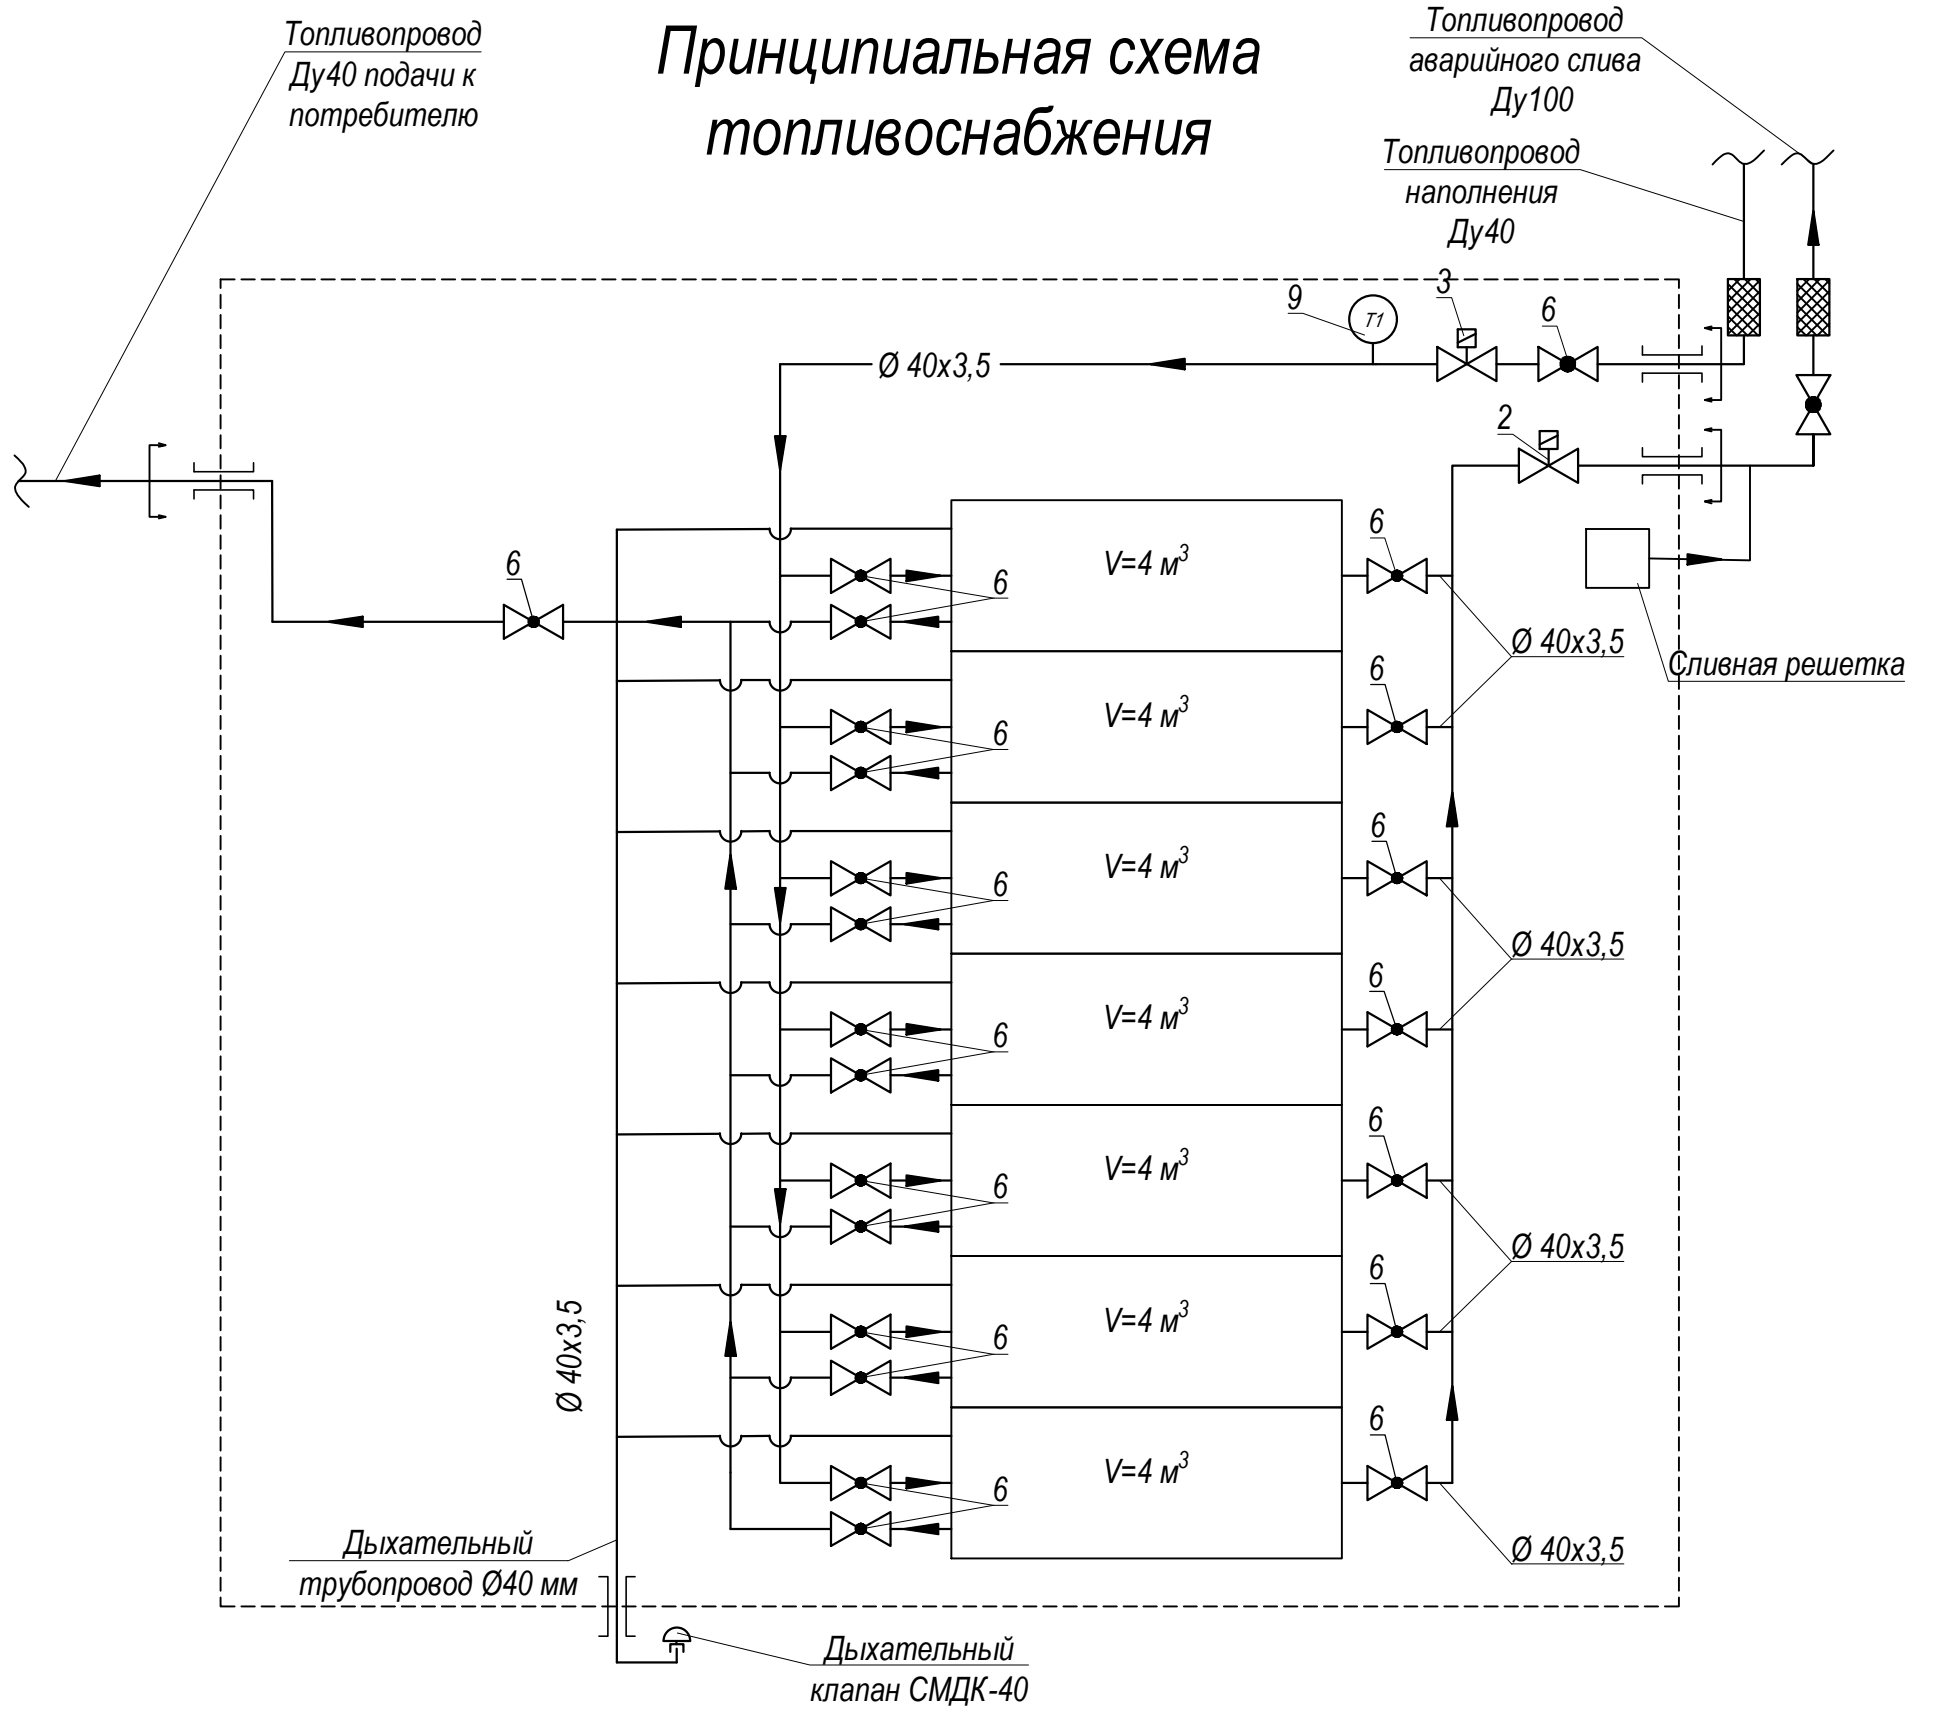 Топливопровод
Ду40 подачи к
потребителю
Принципиальная схема
топливоснабжения
Топливопровод
аварийного слива
Ду100
Топливопровод
наполнения
Ду40
9
Т1
3
6
Ø 40х3,5
2
6
V=4 м³
6
6
Ø 40х3,5
Сливная решетка
6
V=4 м³
6
6
V=4 м³
6
6
Ø 40х3,5
V=4 м³
6
6
V=4 м³
6
6
Ø 40х3,5
V=4 м³
6
6
Ø 40х3,5
V=4 м³
6
6
Ø 40х3,5
Дыхательный
трубопровод Ø40 мм
Дыхательный
клапан СМДК-40